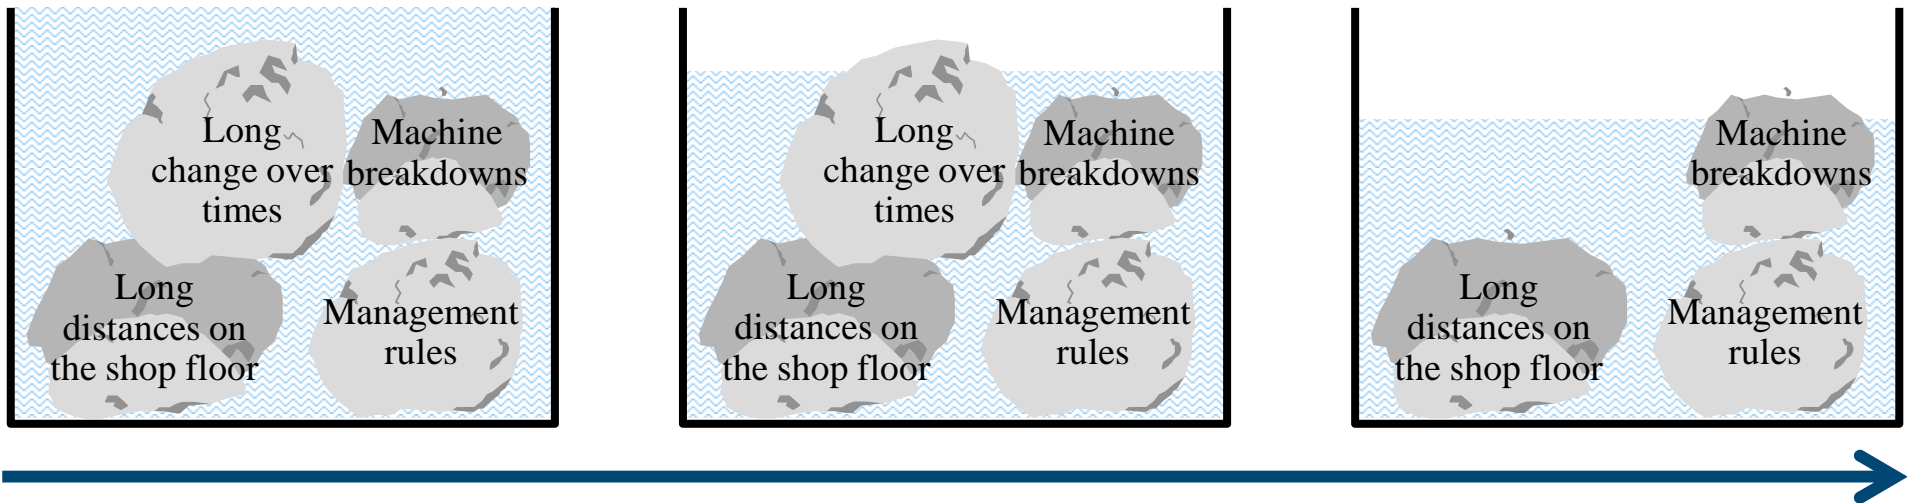 Long
change over
times
Machine
breakdowns
Long
distances on
the shop floor
Management
rules
Long
change over
times
Machine
breakdowns
Long
distances on
the shop floor
Management
rules
Machine
breakdowns
Long
distances on
the shop floor
Management
rules